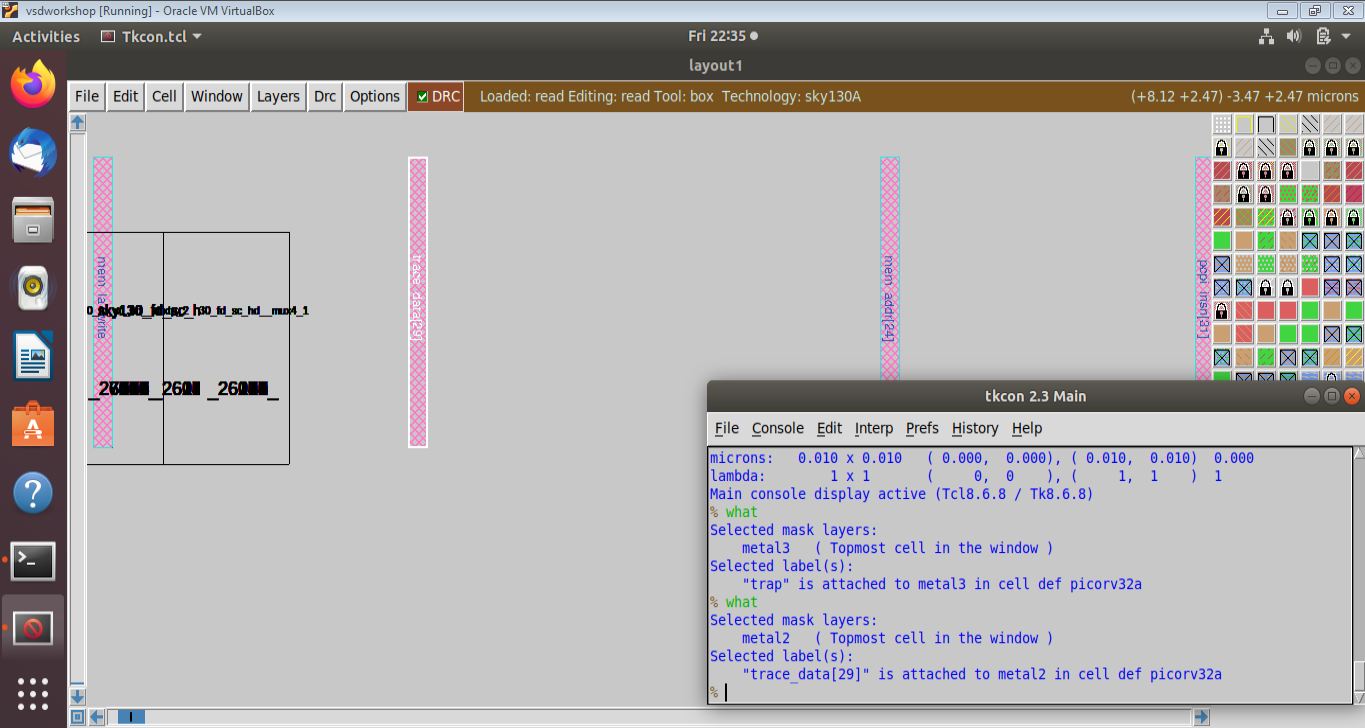 vsdworkshop [Running] - Oracle VM VirtualBox
Activities Tkcon.tcl Fri 22:35
layout1
File Edit Cell Window Layers Drc Options DRC Loaded: read Editing: read Tool: box Technology: sky130A (+8.12 +2.47) -3.47 +2.47 microns
trace_data[29]
mem_addr[24]
pcpi_insn[31]
tkcon 2.3 Main
File Console Edit Interp Prefs History Help
microns: 0.010 x 0.010 ( 0.000, 0.000), ( 0.010, 0.010) 0.000
lambda: 1 x 1 ( 0, 0 ), ( 1, 1 ) 1
Main console display active (Tcl8.6.8 / Tk8.6.8)
% what
Selected mask layers:
metal3 ( Topmost cell in the window )
Selected label(s):
"trap" is attached to metal3 in cell def picorv32a
% what
Selected mask layers:
metal2 ( Topmost cell in the window )
Selected label(s):
"trace_data[29]" is attached to metal2 in cell def picorv32a
%